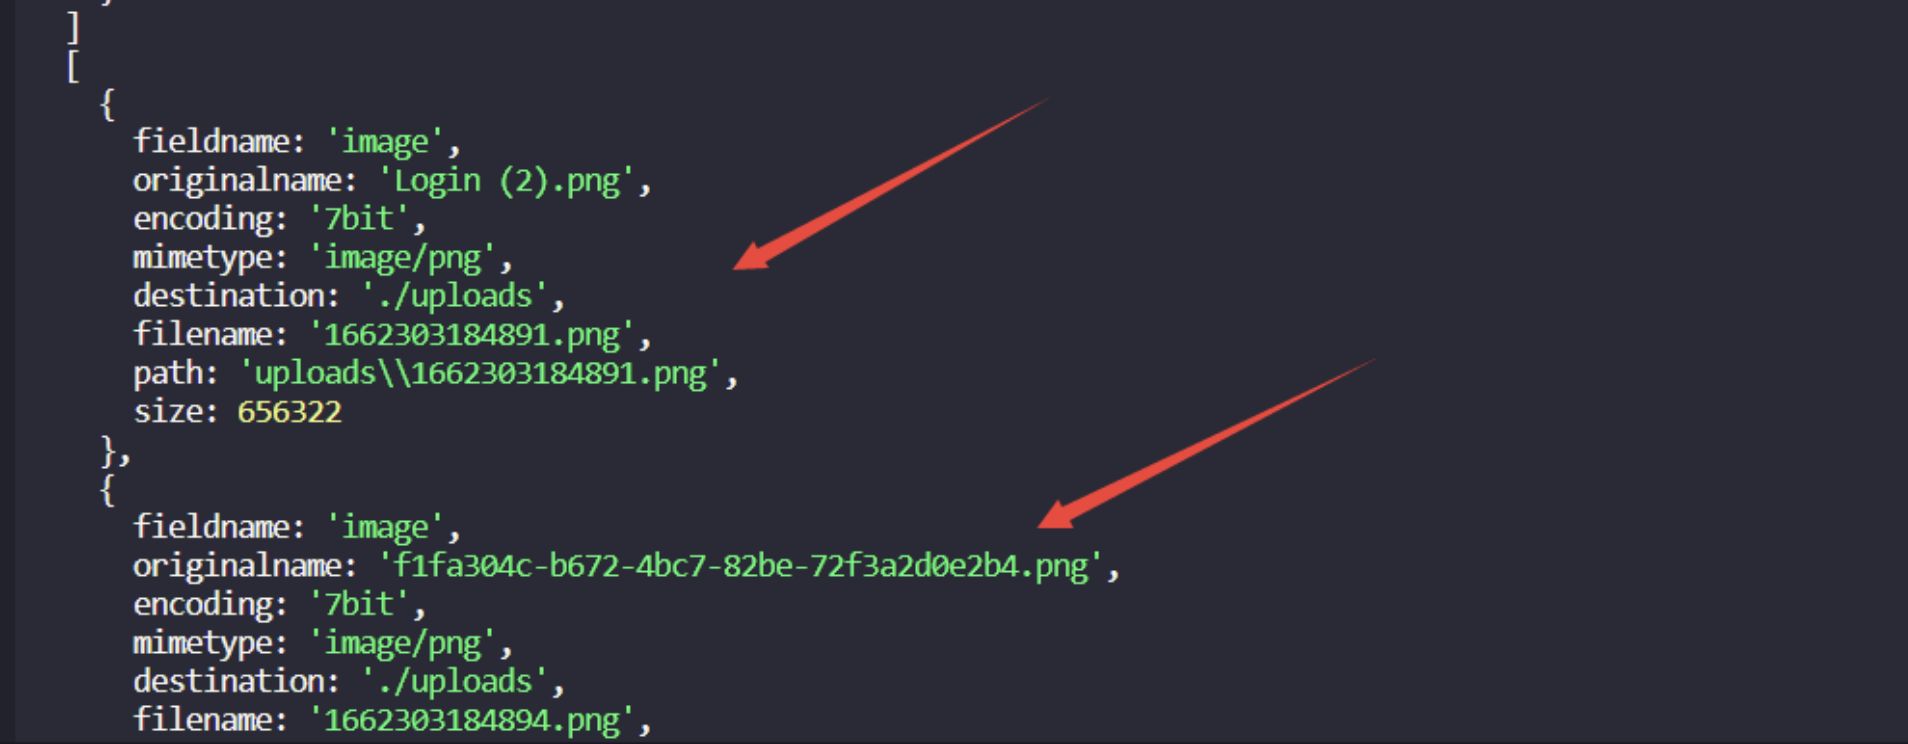 ]
[
{
fieldname: 'image',
originalname: 'Login (2).png',
encoding: '7bit',
mimetype: 'image/png',
destination: './uploads',
filename: '1662303184891.png',
path: 'uploads\\1662303184891.png',
size: 656322
},
{
fieldname: 'image',
originalname: 'f1fa304c-b672-4bc7-82be-72f3a2d0e2b4.png',
encoding: '7bit',
mimetype: 'image/png',
destination: './uploads',
filename: '1662303184894.png',